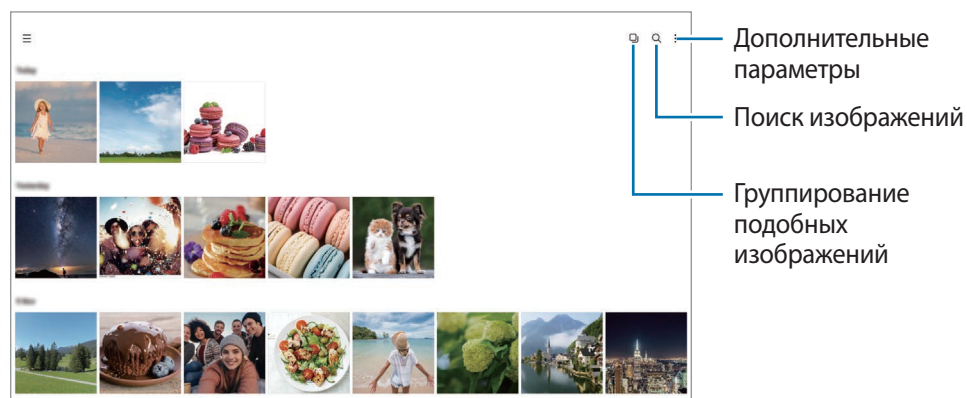 Дополнительные
параметры
Поиск изображений
Группирование
подобных
изображений